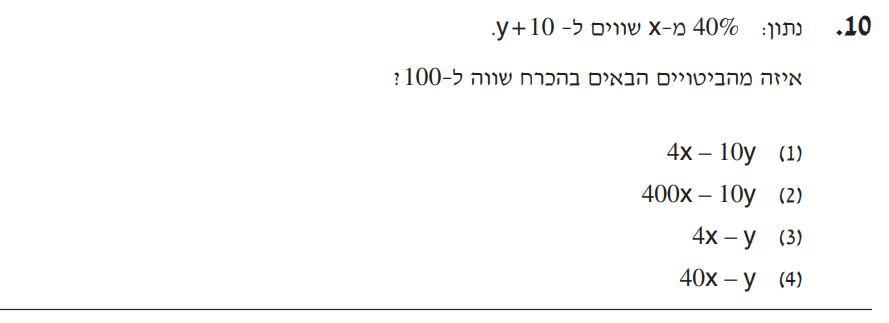 10. נתון: 40% מ-x שווים ל- y+10.
איזה מהביטויים הבאים בהכרח שווה ל-100?
(1) 4x – 10y
(2) 400x – 10y
(3) 4x – y
(4) 40x – y